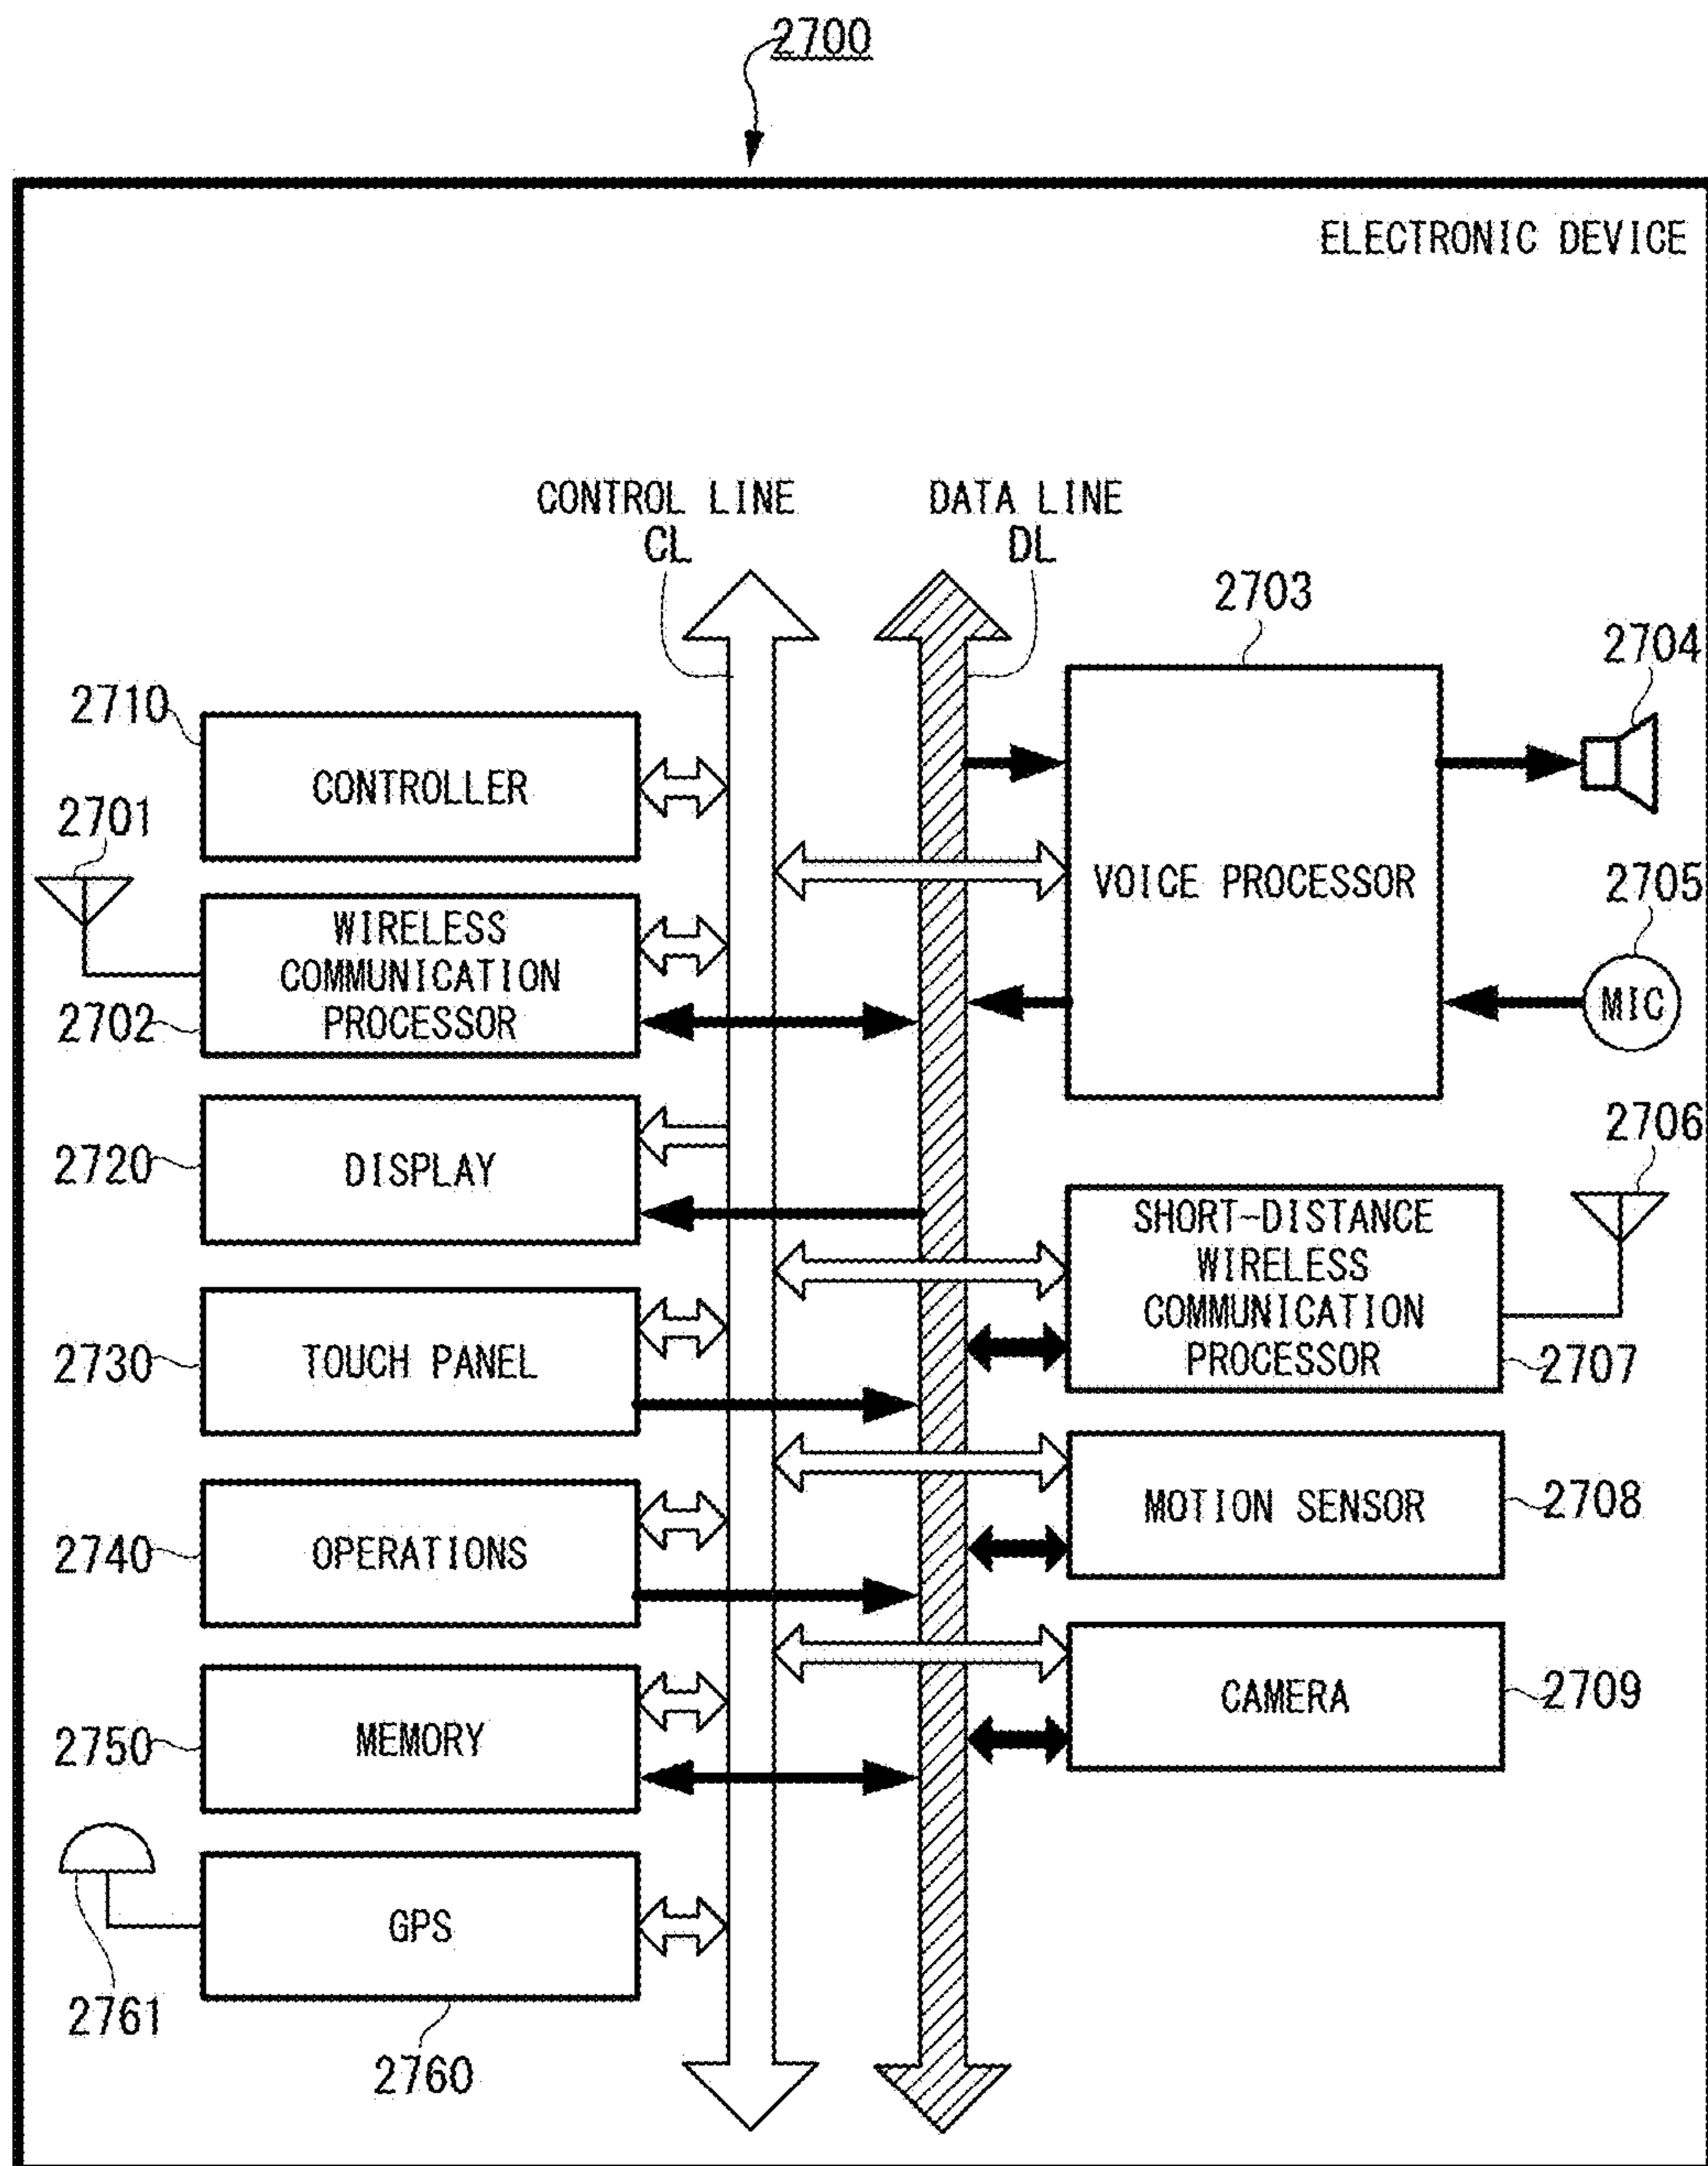 2700
ELECTRONIC DEVICE
CONTROL LINE
CL
DATA LINE
DL
2703
2704
2710
CONTROLLER
2701
VOICE PROCESSOR
2705
MIC
WIRELESS
COMMUNICATION
PROCESSOR
2702
2706
2720
DISPLAY
SHORT-DISTANCE
WIRELESS
COMMUNICATION
PROCESSOR
2707
2730
TOUCH PANEL
MOTION SENSOR
2708
2740
OPERATIONS
CAMERA
2709
2750
MEMORY
GPS
2761
2760